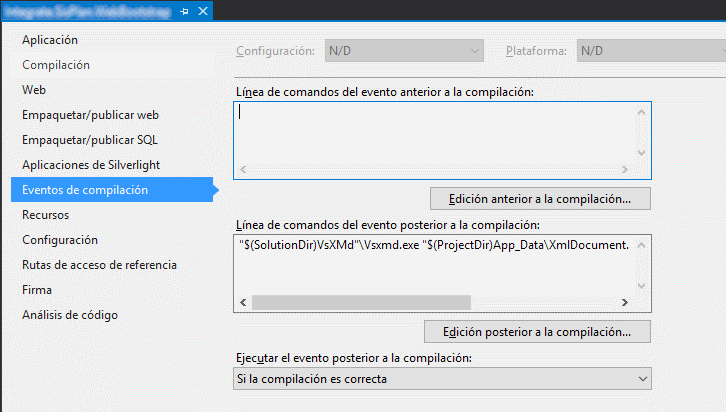 Aplicación
Compilación
Web
Empaquetar/publicar web
Empaquetar/publicar SQL
Aplicaciones de Silverlight
Eventos de compilación
Recursos
Configuración
Rutas de acceso de referencia
Firma
Análisis de código
Configuración: N/D Plataforma: N/D
Línea de comandos del evento anterior a la compilación:
Edición anterior a la compilación...
Línea de comandos del evento posterior a la compilación:
"$(SolutionDir)VsXMd"\Vsxmd.exe "$(ProjectDir)App_Data\XmlDocument.
Edición posterior a la compilación...
Ejecutar el evento posterior a la compilación:
Si la compilación es correcta